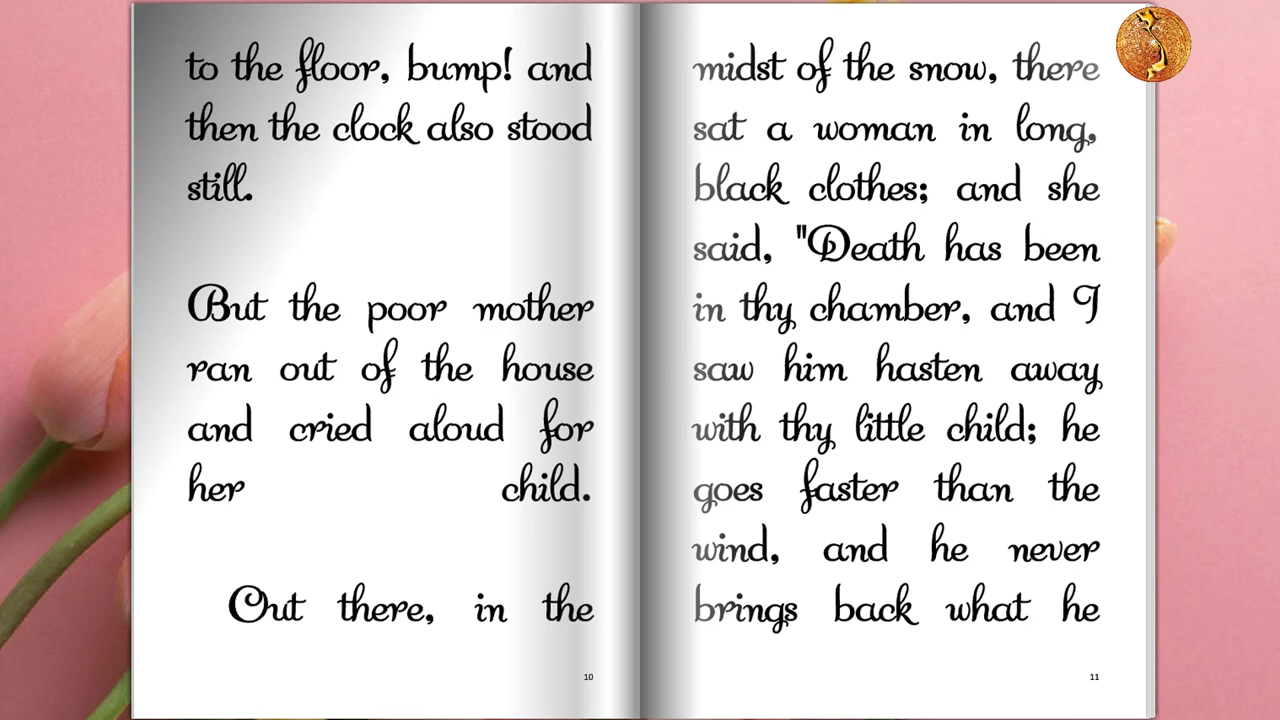 to the floor, bump! and
then the clock also stood
still.
But the poor mother
ran out of the house
and cried aloud for
her child.
Out there, in the
10
midst of the snow, there
sat a woman in long,
black clothes; and she
said, "Death has been
in thy chamber, and I
saw him hasten away
with thy little child; he
goes faster than the
wind, and he never
brings back what he
11